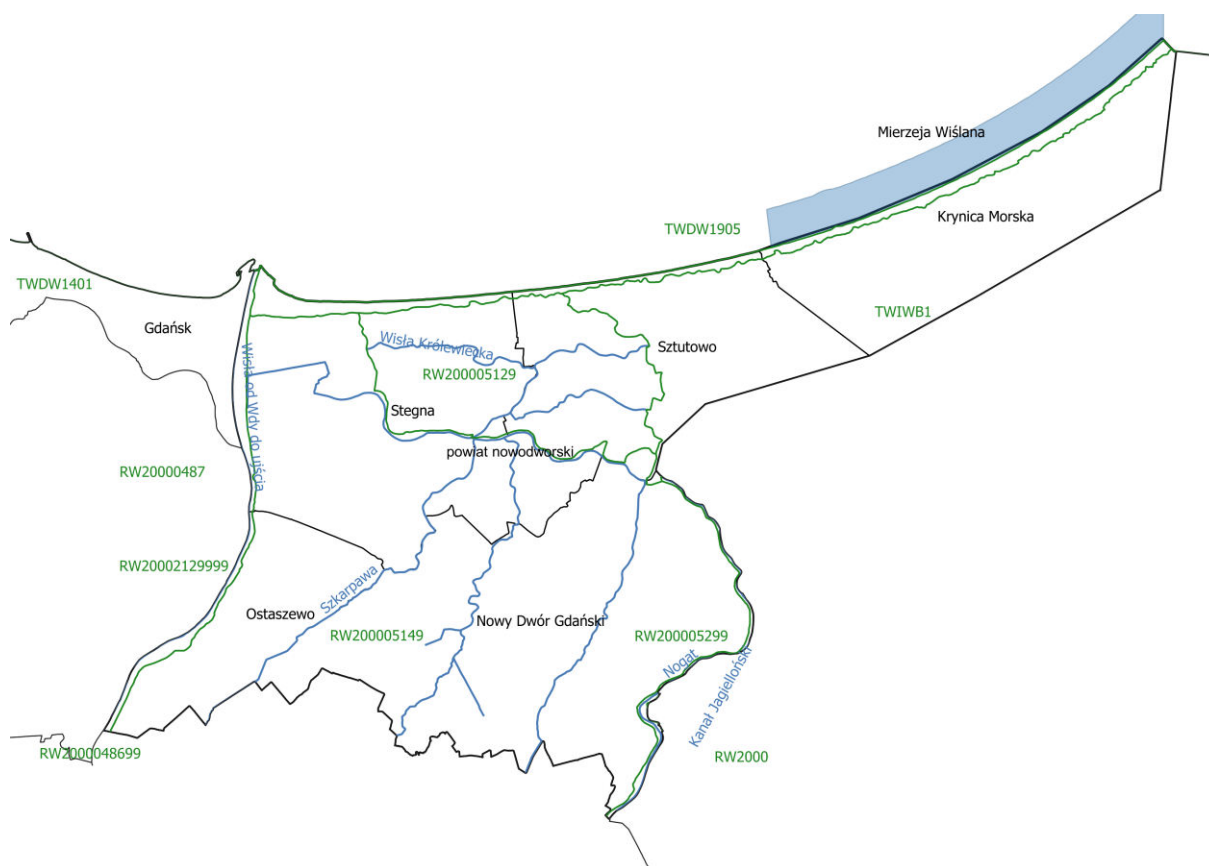 Mierzeja Wiślana
Krynica Morska
TWDW1905
TWDW1401
TWIWB1
Gdańsk
Wisła Królewiecka
Sztutowo
RW200005129
Wisła od Wdy do ujścia
Stegna
powiat nowodworski
RW20000487
RW20002129999
Szkarpawa
Ostaszewo
Nowy Dwór Gdański
RW200005149
RW200005299
Nogat
Kanał Jagielloński
RW2000048699
RW2000